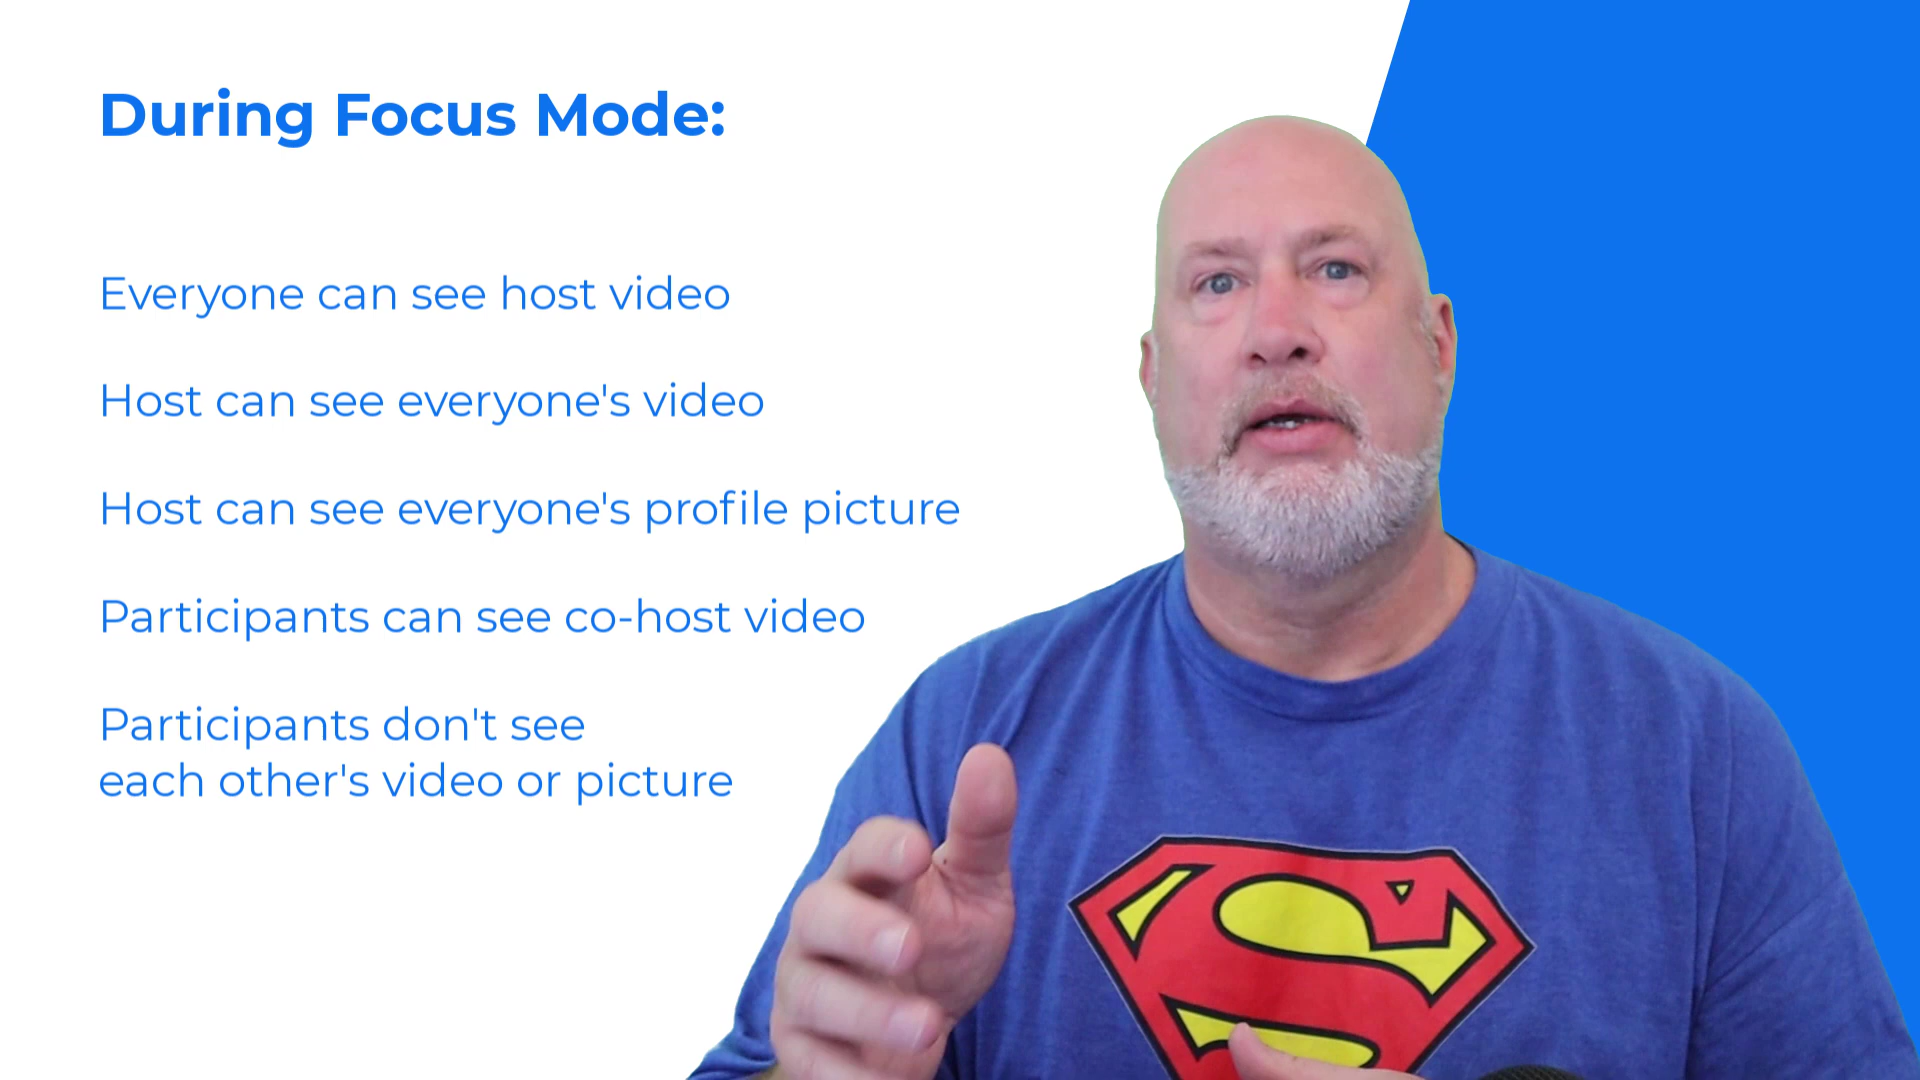 During Focus Mode:
Everyone can see host video
Host can see everyone's video
Host can see everyone's profile picture
Participants can see co-host video
Participants don't see
each other's video or picture
S